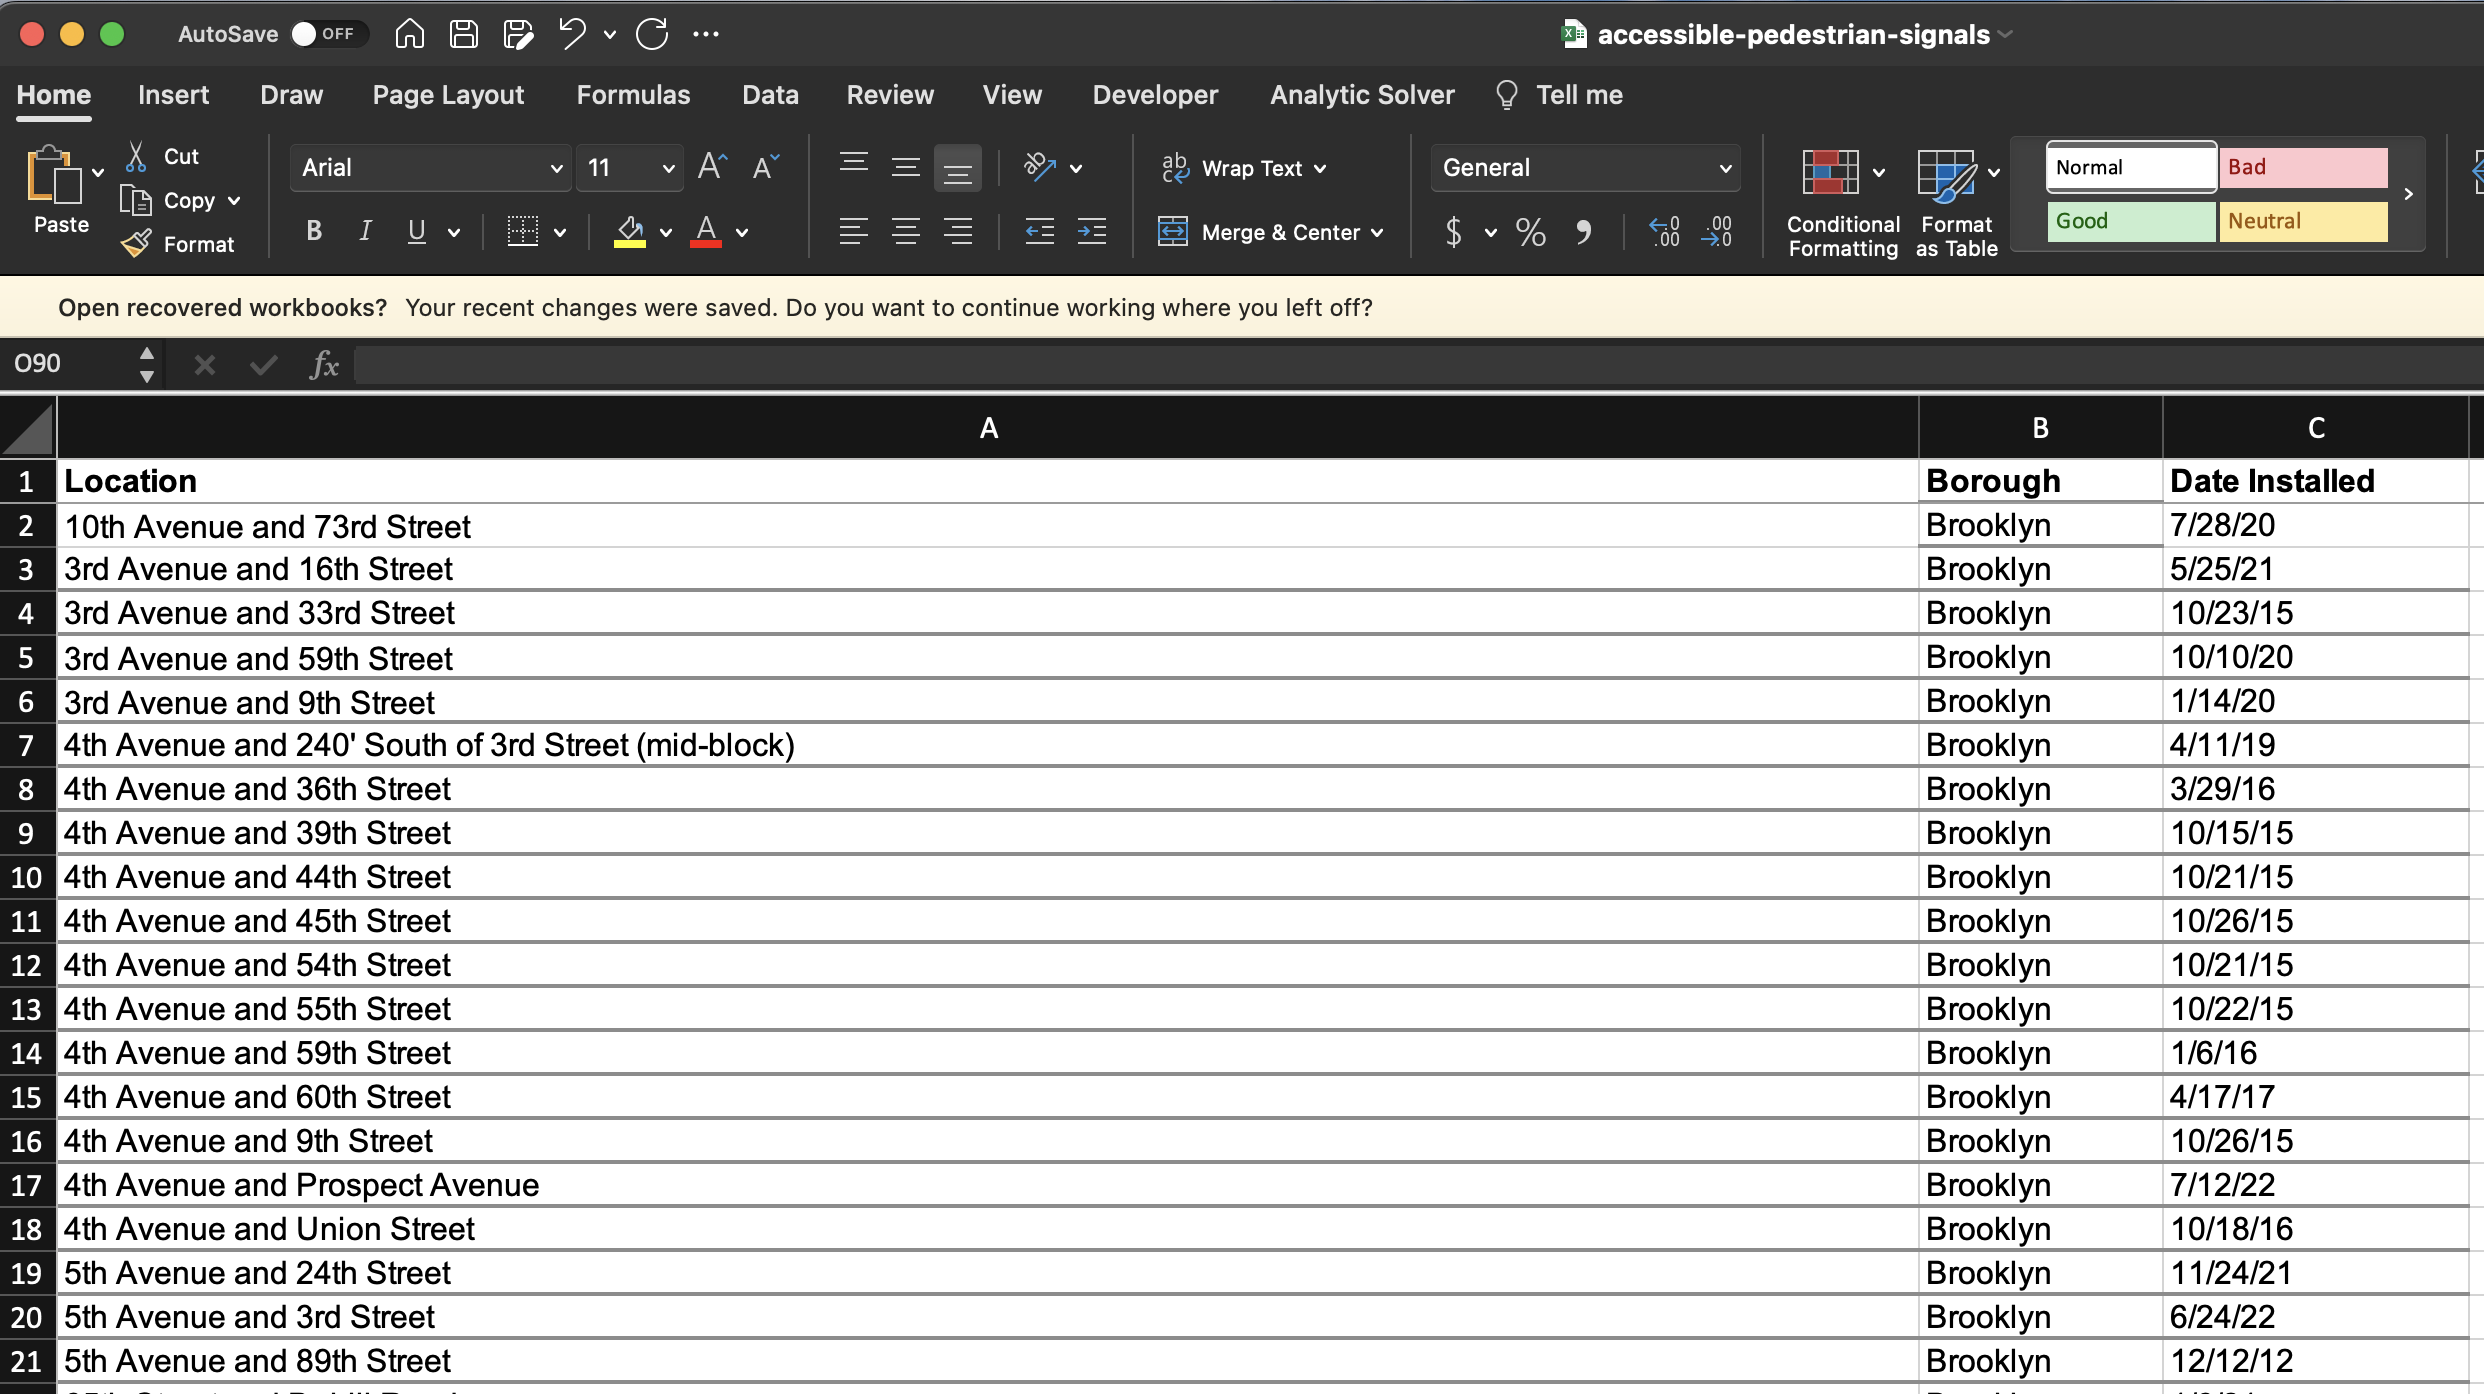 AutoSave OFF accessible-pedestrian-signals
Home Insert Draw Page Layout Formulas Data Review View Developer Analytic Solver Tell me
Paste Cut Copy Format
Arial 11 Wrap Text General
B I U A Merge & Center $ % Conditional Formatting Format as Table
Normal Bad
Good Neutral
Open recovered workbooks? Your recent changes were saved. Do you want to continue working where you left off?
O90 fx
A B C
1 Location Borough Date Installed
2 10th Avenue and 73rd Street Brooklyn 7/28/20
3 3rd Avenue and 16th Street Brooklyn 5/25/21
4 3rd Avenue and 33rd Street Brooklyn 10/23/15
5 3rd Avenue and 59th Street Brooklyn 10/10/20
6 3rd Avenue and 9th Street Brooklyn 1/14/20
7 4th Avenue and 240' South of 3rd Street (mid-block) Brooklyn 4/11/19
8 4th Avenue and 36th Street Brooklyn 3/29/16
9 4th Avenue and 39th Street Brooklyn 10/15/15
10 4th Avenue and 44th Street Brooklyn 10/21/15
11 4th Avenue and 45th Street Brooklyn 10/26/15
12 4th Avenue and 54th Street Brooklyn 10/21/15
13 4th Avenue and 55th Street Brooklyn 10/22/15
14 4th Avenue and 59th Street Brooklyn 1/6/16
15 4th Avenue and 60th Street Brooklyn 4/17/17
16 4th Avenue and 9th Street Brooklyn 10/26/15
17 4th Avenue and Prospect Avenue Brooklyn 7/12/22
18 4th Avenue and Union Street Brooklyn 10/18/16
19 5th Avenue and 24th Street Brooklyn 11/24/21
20 5th Avenue and 3rd Street Brooklyn 6/24/22
21 5th Avenue and 89th Street Brooklyn 12/12/12